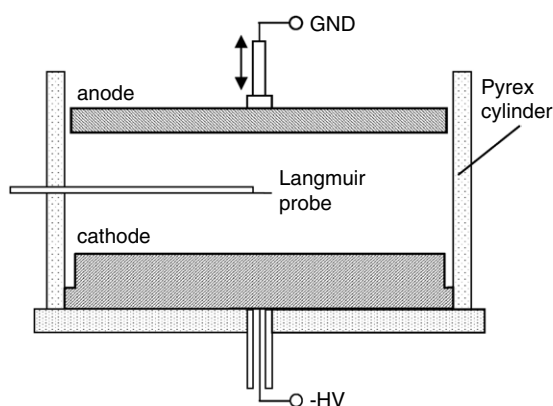 GND
anode
Pyrex
cylinder
Langmuir
probe
cathode
-HV